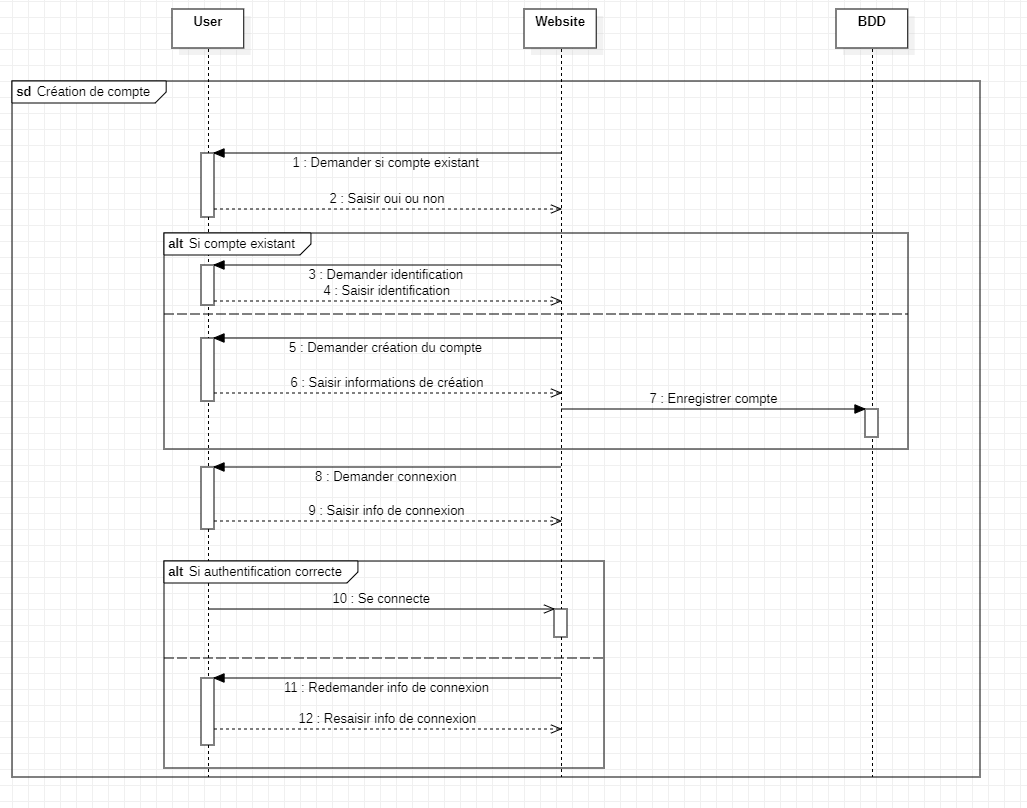 User
Website
BDD
sd Création de compte
1 : Demander si compte existant
2 : Saisir oui ou non
alt Si compte existant
3 : Demander identification
4 : Saisir identification
5 : Demander création du compte
6 : Saisir informations de création
7 : Enregistrer compte
8 : Demander connexion
9 : Saisir info de connexion
alt Si authentification correcte
10 : Se connecte
11 : Redemander info de connexion
12 : Resaisir info de connexion